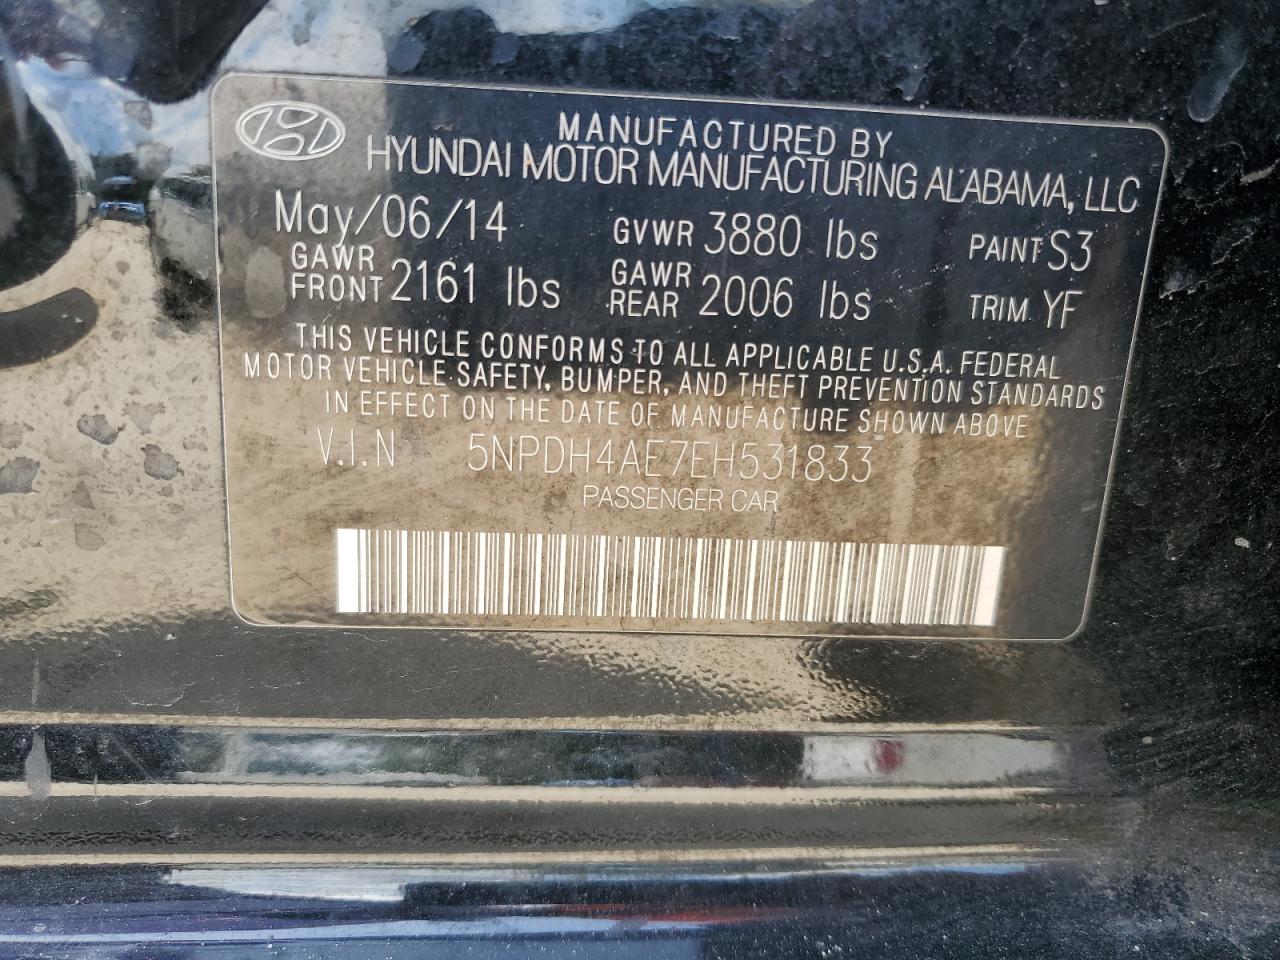 MANUFACTURED BY
HYUNDAI MOTOR MANUFACTURING ALABAMA, LLC
May/06/14 GVWR 3880 lbs PAINT S3
GAWR FRONT 2161 lbs GAWR REAR 2006 lbs TRIM YF
THIS VEHICLE CONFORMS TO ALL APPLICABLE U.S.A. FEDERAL
MOTOR VEHICLE SAFETY, BUMPER, AND THEFT PREVENTION STANDARDS
IN EFFECT ON THE DATE OF MANUFACTURE SHOWN ABOVE
V.I.N 5NPDH4AE7EH531833
PASSENGER CAR